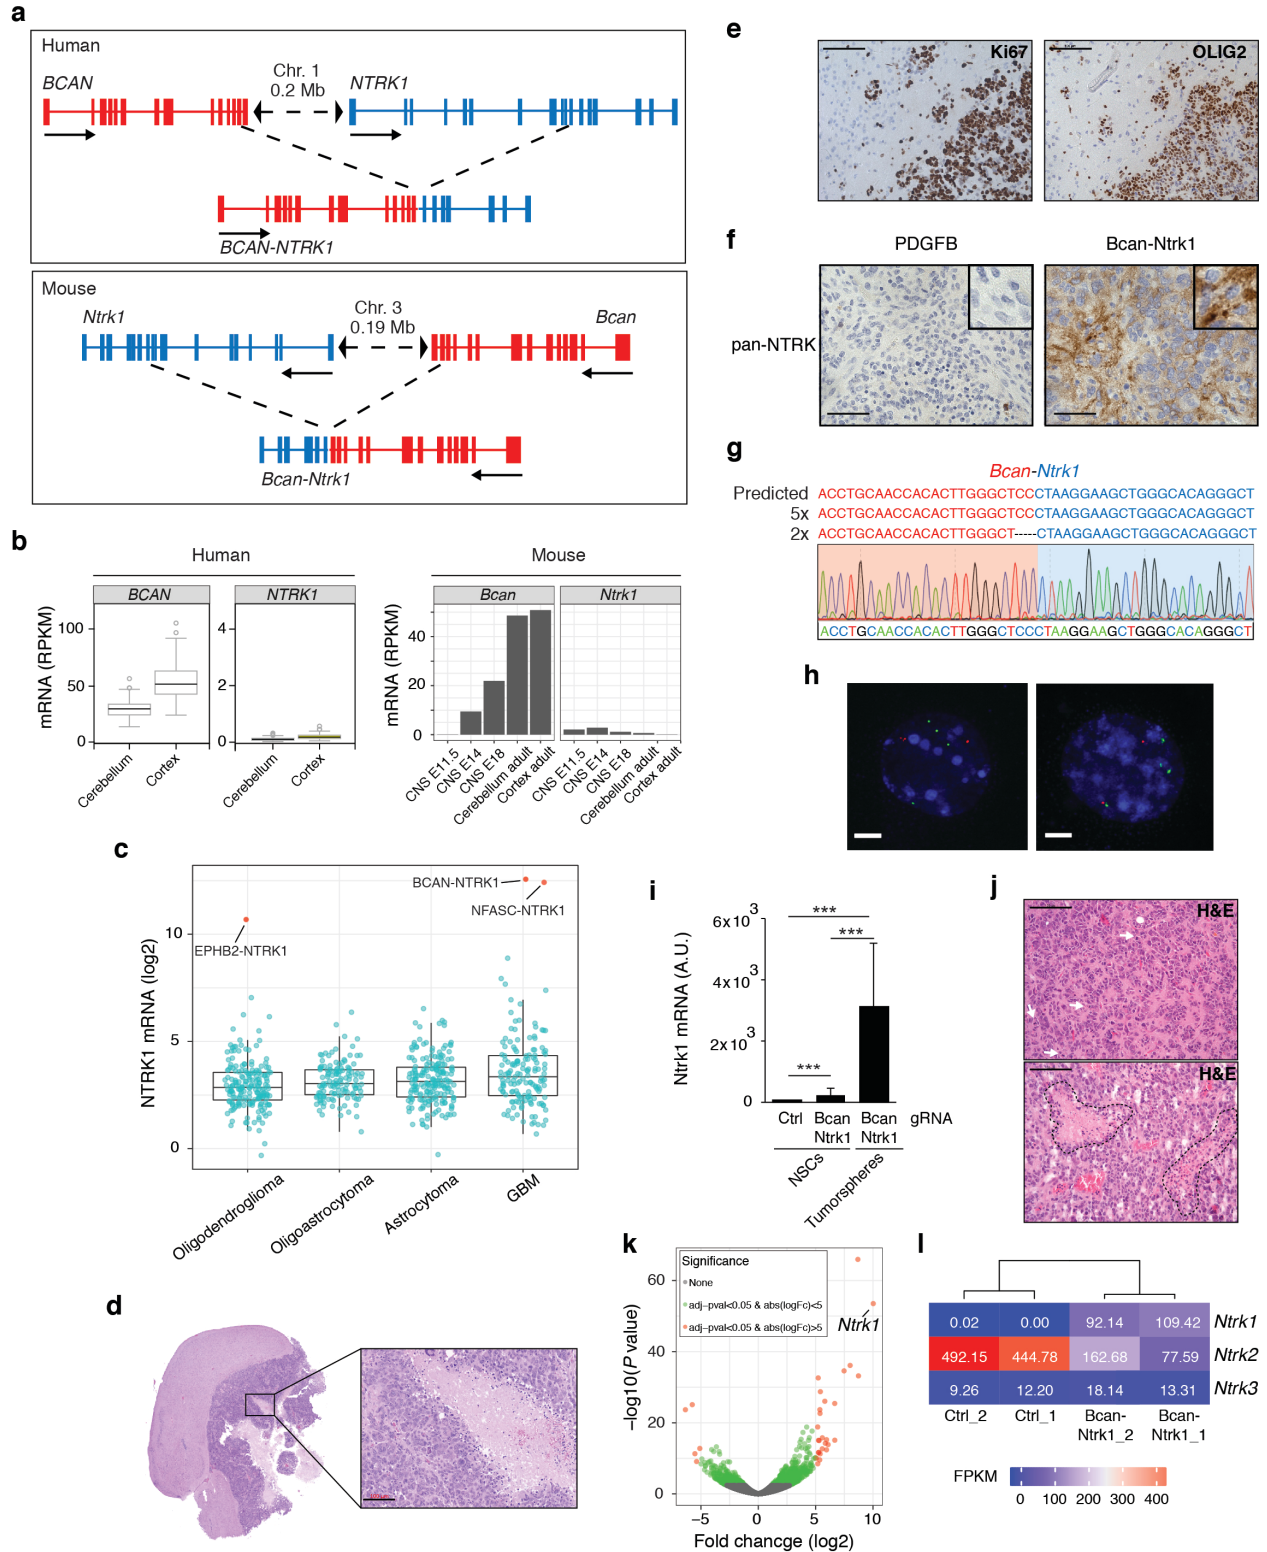 a
Human
BCAN
Chr. 1
0.2 Mb
NTRK1
BCAN-NTRK1
Mouse
Ntrk1
Chr. 3
0.19 Mb
Bcan
Bcan-Ntrk1
b
Human
Mouse
BCAN
NTRK1
Bcan
Ntrk1
mRNA (RPKM)
100
50
0
4
2
0
Cerebellum
Cortex
Cerebellum
Cortex
mRNA (RPKM)
40
20
0
CNS E11.5
CNS E14
CNS E18
Cerebellum adult
Cortex adult
CNS E11.5
CNS E14
CNS E18
Cerebellum adult
Cortex adult
c
NTRK1 mRNA (log2)
10
5
0
BCAN-NTRK1
NFASC-NTRK1
EPHB2-NTRK1
Oligodendroglioma
Oligoastrocytoma
Astrocytoma
GBM
d
e
Ki67
OLIG2
f
PDGFB
Bcan-Ntrk1
pan-NTRK
g
Bcan-Ntrk1
Predicted ACCTGCAACCACACTTGGGCTCCCTAAGGAAGCTGGGCACAGGGCT
5x ACCTGCAACCACACTTGGGCTCCCTAAGGAAGCTGGGCACAGGGCT
2x ACCTGCAACCACACTTGGGCT-----CTAAGGAAGCTGGGCACAGGGCT
ACCTGCAACCACACTTGGGCTCCCTAAGGAAGCTGGGCACAGGGCT
h
i
Ntrk1 mRNA (A.U.)
6x10³
4x10³
2x10³
0
***
***
***
Ctrl
Bcan
Ntrk1
Bcan
Ntrk1
gRNA
NSCs
Tumorspheres
j
H&E
H&E
k
Significance
None
adj-pval<0.05 & abs(logFc)<5
adj-pval<0.05 & abs(logFc)>5
Ntrk1
−log10(P value)
60
40
20
0
−5
0
5
10
Fold chancge (log2)
l
0.02 0.00 92.14 109.42 Ntrk1
492.15 444.78 162.68 77.59 Ntrk2
9.26 12.20 18.14 13.31 Ntrk3
Ctrl_2
Ctrl_1
Bcan-
Ntrk1_2
Bcan-
Ntrk1_1
FPKM
0 100 200 300 400